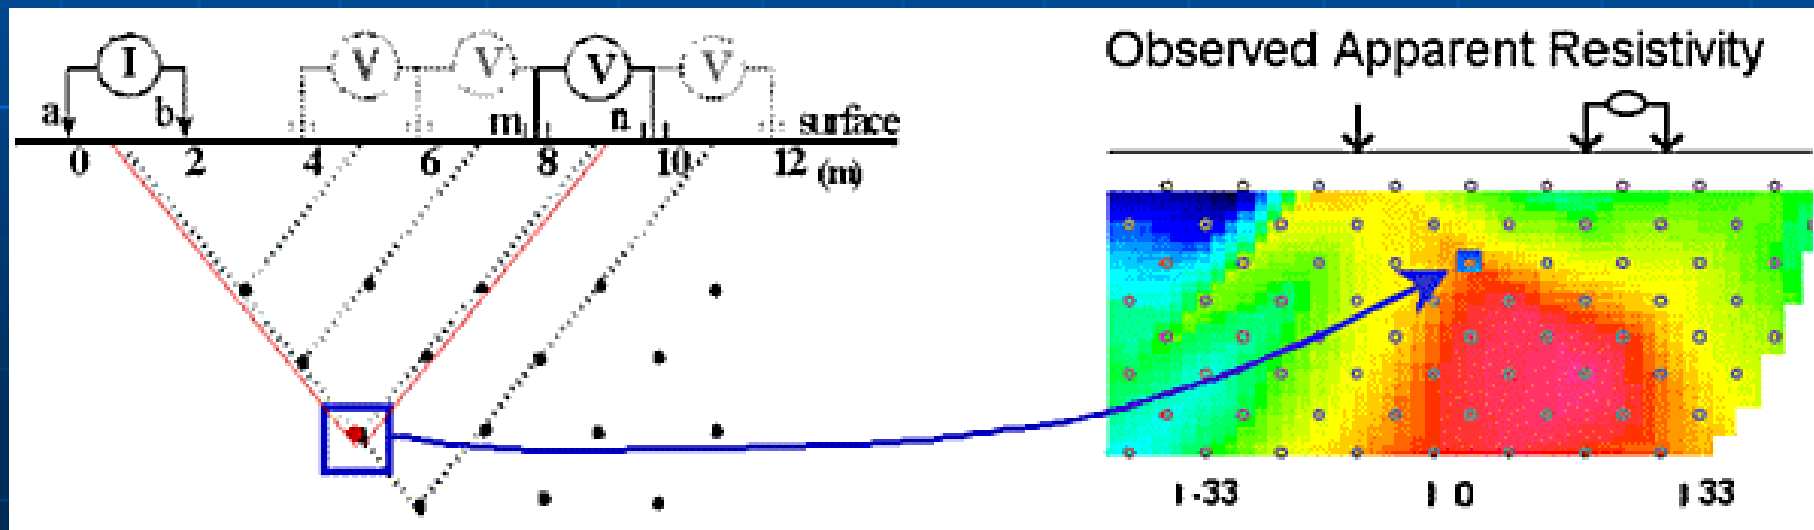 I V V V V
a b m n surface
0 2 4 6 8 10 12 (m)
Observed Apparent Resistivity
-33 0 33